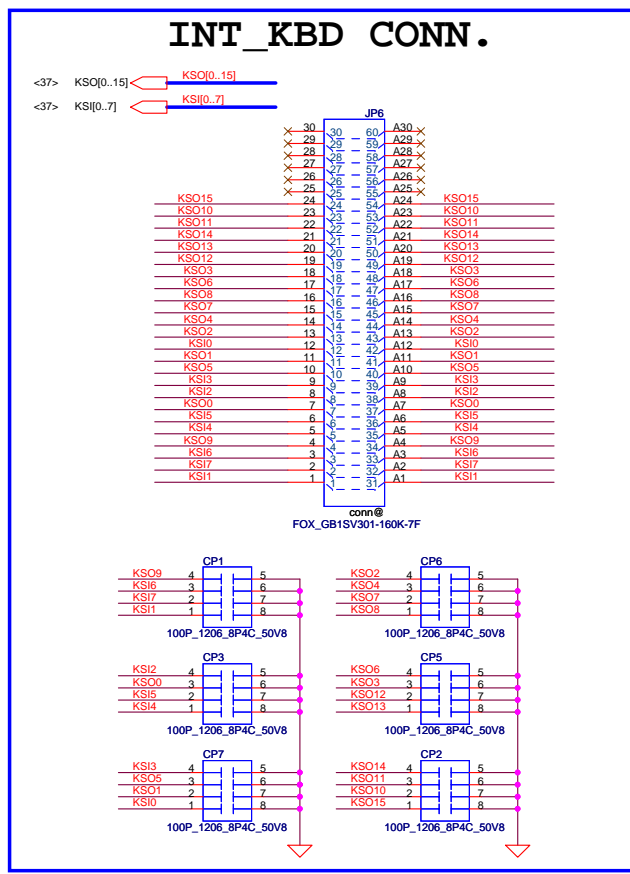 INT_KBD CONN.
<37> KSO[0..15] KSO[0..15]
<37> KSI[0..7] KSI[0..7]
JP6
30 30 60 A30
29 29 59 A29
28 28 58 A28
27 27 57 A27
26 26 56 A26
25 25 55 A25
KSO15 24 24 54 A24 KSO15
KSO10 23 23 53 A23 KSO10
KSO11 22 22 52 A22 KSO11
KSO14 21 21 51 A21 KSO14
KSO13 20 20 50 A20 KSO13
KSO12 19 19 49 A19 KSO12
KSO3 18 18 48 A18 KSO3
KSO6 17 17 47 A17 KSO6
KSO8 16 16 46 A16 KSO8
KSO7 15 15 45 A15 KSO7
KSO4 14 14 44 A14 KSO4
KSO2 13 13 43 A13 KSO2
KSI0 12 12 42 A12 KSI0
KSO1 11 11 41 A11 KSO1
KSO5 10 10 40 A10 KSO5
KSI3 9 9 39 A9 KSI3
KSI2 8 8 38 A8 KSI2
KSO0 7 7 37 A7 KSO0
KSI5 6 6 36 A6 KSI5
KSI4 5 5 35 A5 KSI4
KSO9 4 4 34 A4 KSO9
KSI6 3 3 33 A3 KSI6
KSI7 2 2 32 A2 KSI7
KSI1 1 1 31 A1 KSI1
conn@
FOX_GB1SV301-160K-7F
CP1
KSO9 4 5
KSI6 3 6
KSI7 2 7
KSI1 1 8
100P_1206_8P4C_50V8
CP6
KSO2 4 5
KSO4 3 6
KSO7 2 7
KSO8 1 8
100P_1206_8P4C_50V8
CP3
KSI2 4 5
KSO0 3 6
KSI5 2 7
KSI4 1 8
100P_1206_8P4C_50V8
CP5
KSO6 4 5
KSO3 3 6
KSO12 2 7
KSO13 1 8
100P_1206_8P4C_50V8
CP7
KSI3 4 5
KSO5 3 6
KSO1 2 7
KSI0 1 8
100P_1206_8P4C_50V8
CP2
KSO14 4 5
KSO11 3 6
KSO10 2 7
KSO15 1 8
100P_1206_8P4C_50V8